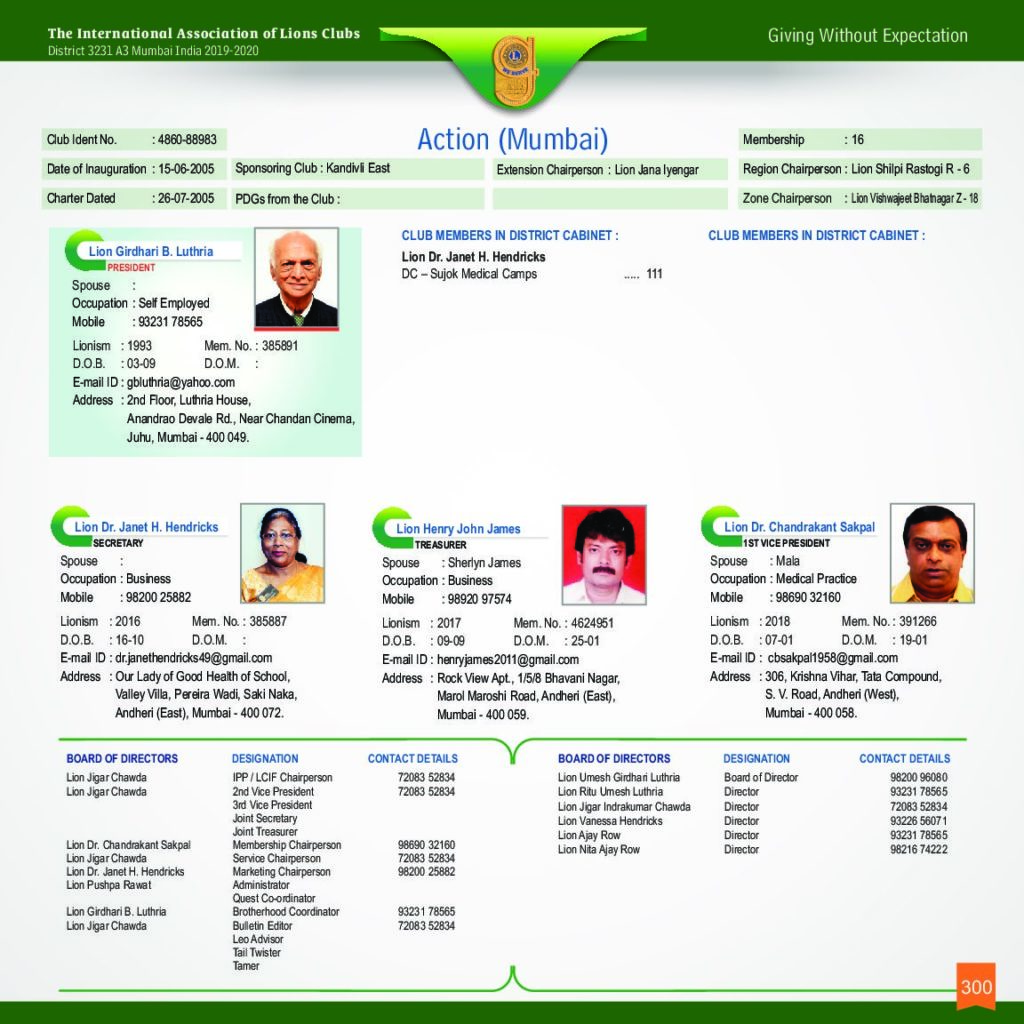 The International Association of Lions Clubs
District 3231 A3 Mumbai India 2019-2020
Giving Without Expectation
WE SERVE
Action (Mumbai)
Club Ident No. : 4860-88983
Membership : 16
Date of Inauguration : 15-06-2005
Sponsoring Club : Kandivli East
Extension Chairperson : Lion Jana Iyengar
Region Chairperson : Lion Shilpi Rastogi R - 6
Charter Dated : 26-07-2005
PDGs from the Club :
Zone Chairperson : Lion Vishwajeet Bhatnagar Z - 18
Lion Girdhari B. Luthria
PRESIDENT
Spouse :
Occupation : Self Employed
Mobile : 93231 78565
Lionism : 1993 Mem. No. : 385891
D.O.B. : 03-09 D.O.M. :
E-mail ID : gbluthria@yahoo.com
Address : 2nd Floor, Luthria House,
Anandrao Devale Rd., Near Chandan Cinema,
Juhu, Mumbai - 400 049.
CLUB MEMBERS IN DISTRICT CABINET :
Lion Dr. Janet H. Hendricks
DC – Sujok Medical Camps ..... 111
CLUB MEMBERS IN DISTRICT CABINET :
Lion Dr. Janet H. Hendricks
SECRETARY
Spouse :
Occupation : Business
Mobile : 98200 25882
Lionism : 2016 Mem. No. : 385887
D.O.B. : 16-10 D.O.M. :
E-mail ID : dr.janethendricks49@gmail.com
Address : Our Lady of Good Health of School,
Valley Villa, Pereira Wadi, Saki Naka,
Andheri (East), Mumbai - 400 072.
Lion Henry John James
TREASURER
Spouse : Sherlyn James
Occupation : Business
Mobile : 98920 97574
Lionism : 2017 Mem. No. : 4624951
D.O.B. : 09-09 D.O.M. : 25-01
E-mail ID : henryjames2011@gmail.com
Address : Rock View Apt., 1/5/8 Bhavani Nagar,
Marol Maroshi Road, Andheri (East),
Mumbai - 400 059.
Lion Dr. Chandrakant Sakpal
1ST VICE PRESIDENT
Spouse : Mala
Occupation : Medical Practice
Mobile : 98690 32160
Lionism : 2018 Mem. No. : 391266
D.O.B. : 07-01 D.O.M. : 19-01
E-mail ID : cbsakpal1958@gmail.com
Address : 306, Krishna Vihar, Tata Compound,
S. V. Road, Andheri (West),
Mumbai - 400 058.
BOARD OF DIRECTORS DESIGNATION CONTACT DETAILS
Lion Jigar Chawda IPP / LCIF Chairperson 72083 52834
Lion Jigar Chawda 2nd Vice President 72083 52834
3rd Vice President
Joint Secretary
Joint Treasurer
Lion Dr. Chandrakant Sakpal Membership Chairperson 98690 32160
Lion Jigar Chawda Service Chairperson 72083 52834
Lion Dr. Janet H. Hendricks Marketing Chairperson 98200 25882
Lion Pushpa Rawat Administrator
Quest Co-ordinator
Lion Girdhari B. Luthria Brotherhood Coordinator 93231 78565
Lion Jigar Chawda Bulletin Editor 72083 52834
Leo Advisor
Tail Twister
Tamer
BOARD OF DIRECTORS DESIGNATION CONTACT DETAILS
Lion Umesh Girdhari Luthria Board of Director 98200 96080
Lion Ritu Umesh Luthria Director 93231 78565
Lion Jigar Indrakumar Chawda Director 72083 52834
Lion Vanessa Hendricks Director 93226 56071
Lion Ajay Row Director 93231 78565
Lion Nita Ajay Row Director 98216 74222
300